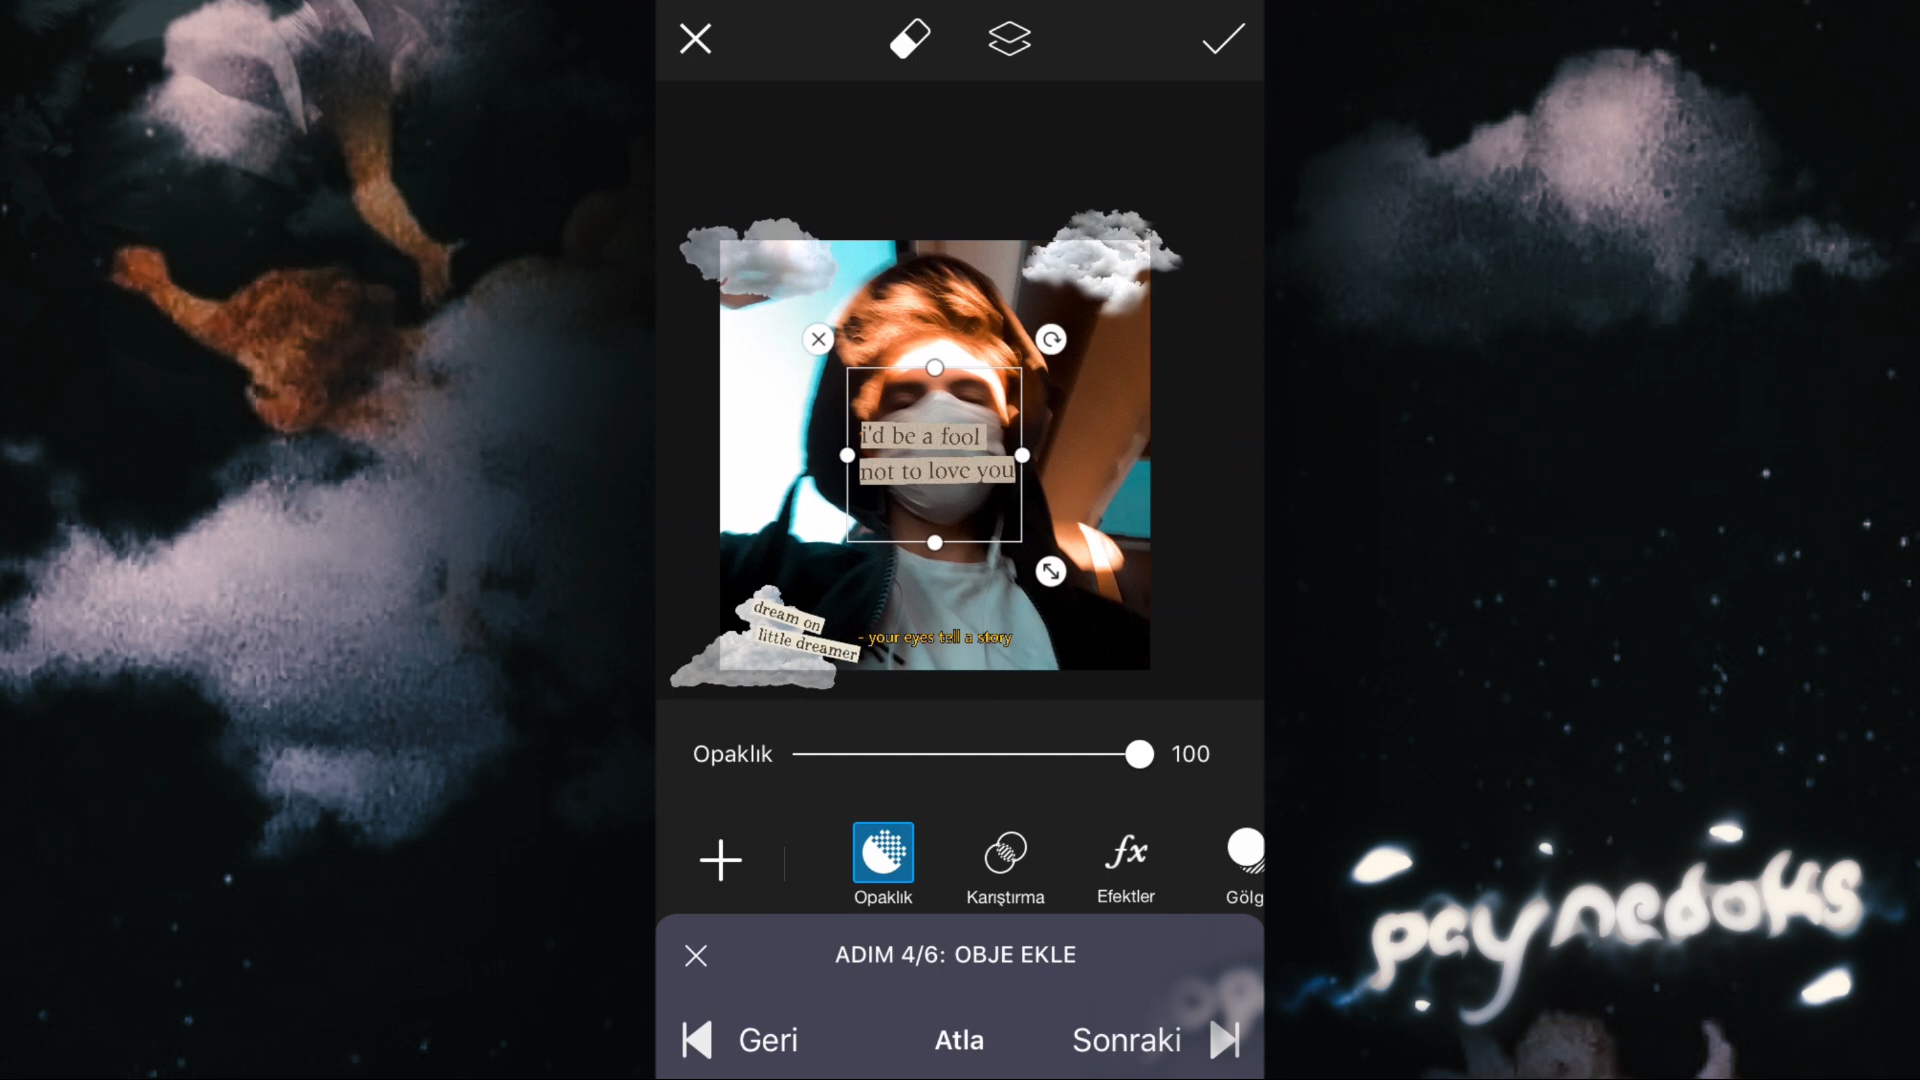 i'd be a fool
not to love you
dream on
little dreamer
- your eyes tell a story
Opaklık 100
Opaklık Karıştırma fx Efektler Gölg
ADIM 4/6: OBJE EKLE
Geri Atla Sonraki
paynedoks